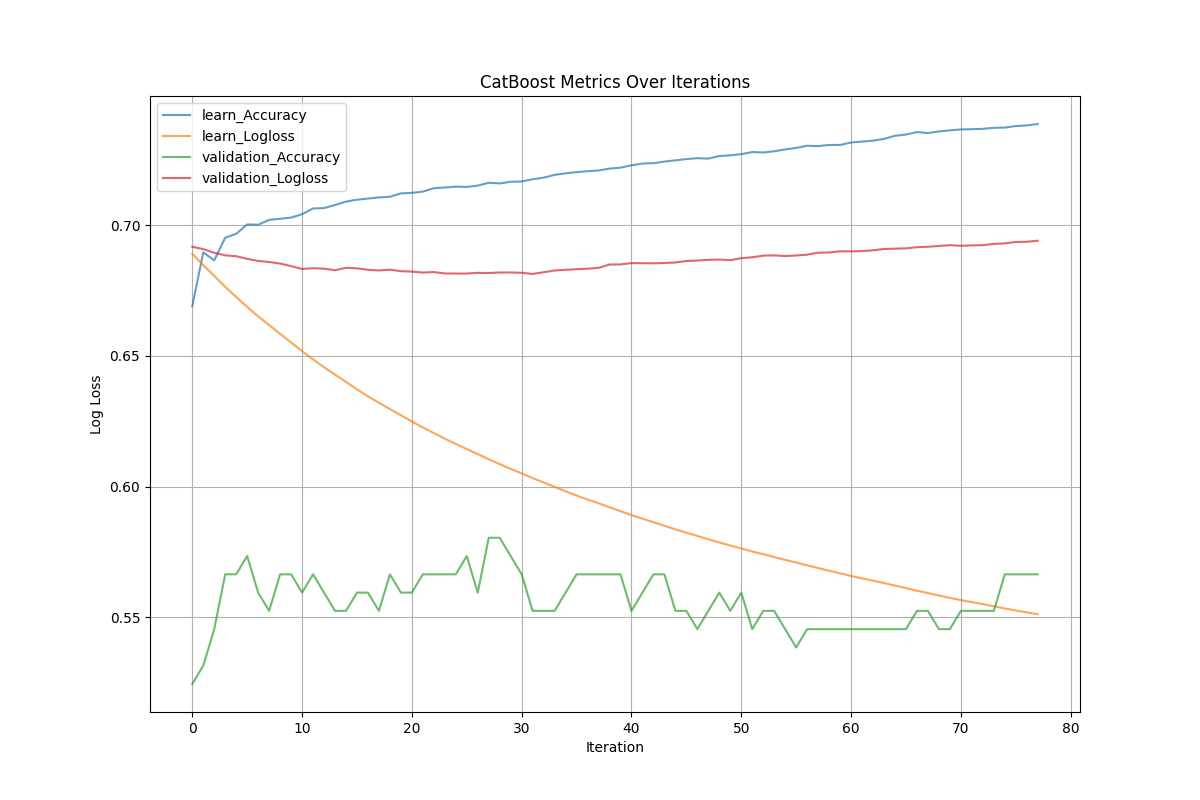 CatBoost Metrics Over Iterations
learn_Accuracy
learn_Logloss
validation_Accuracy
validation_Logloss
0.70
0.65
0.60
0.55
Log Loss
0 10 20 30 40 50 60 70 80
Iteration